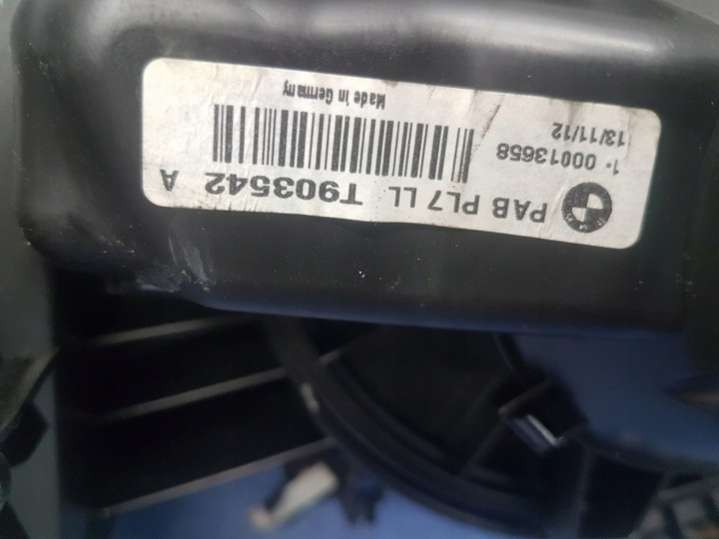 PAB PL7 LL T903542 A
1- 00013658
13/11/12
Made in Germany